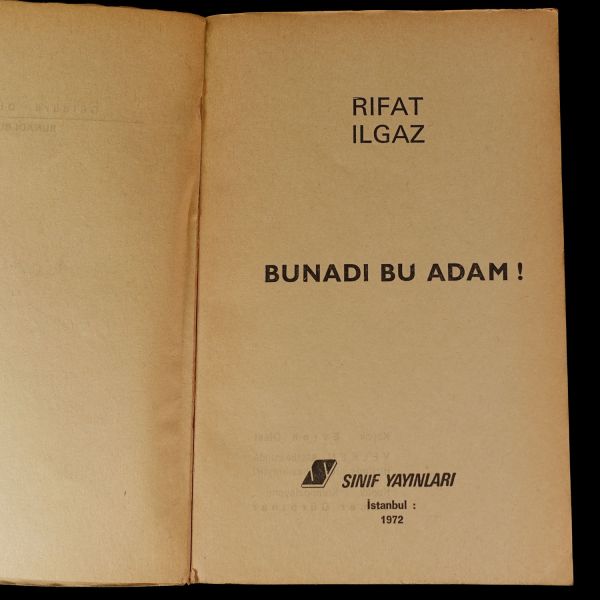 RIFAT
ILGAZ
BUNADI BU ADAM !
SINIF YAYINLARI
İstanbul :
1972